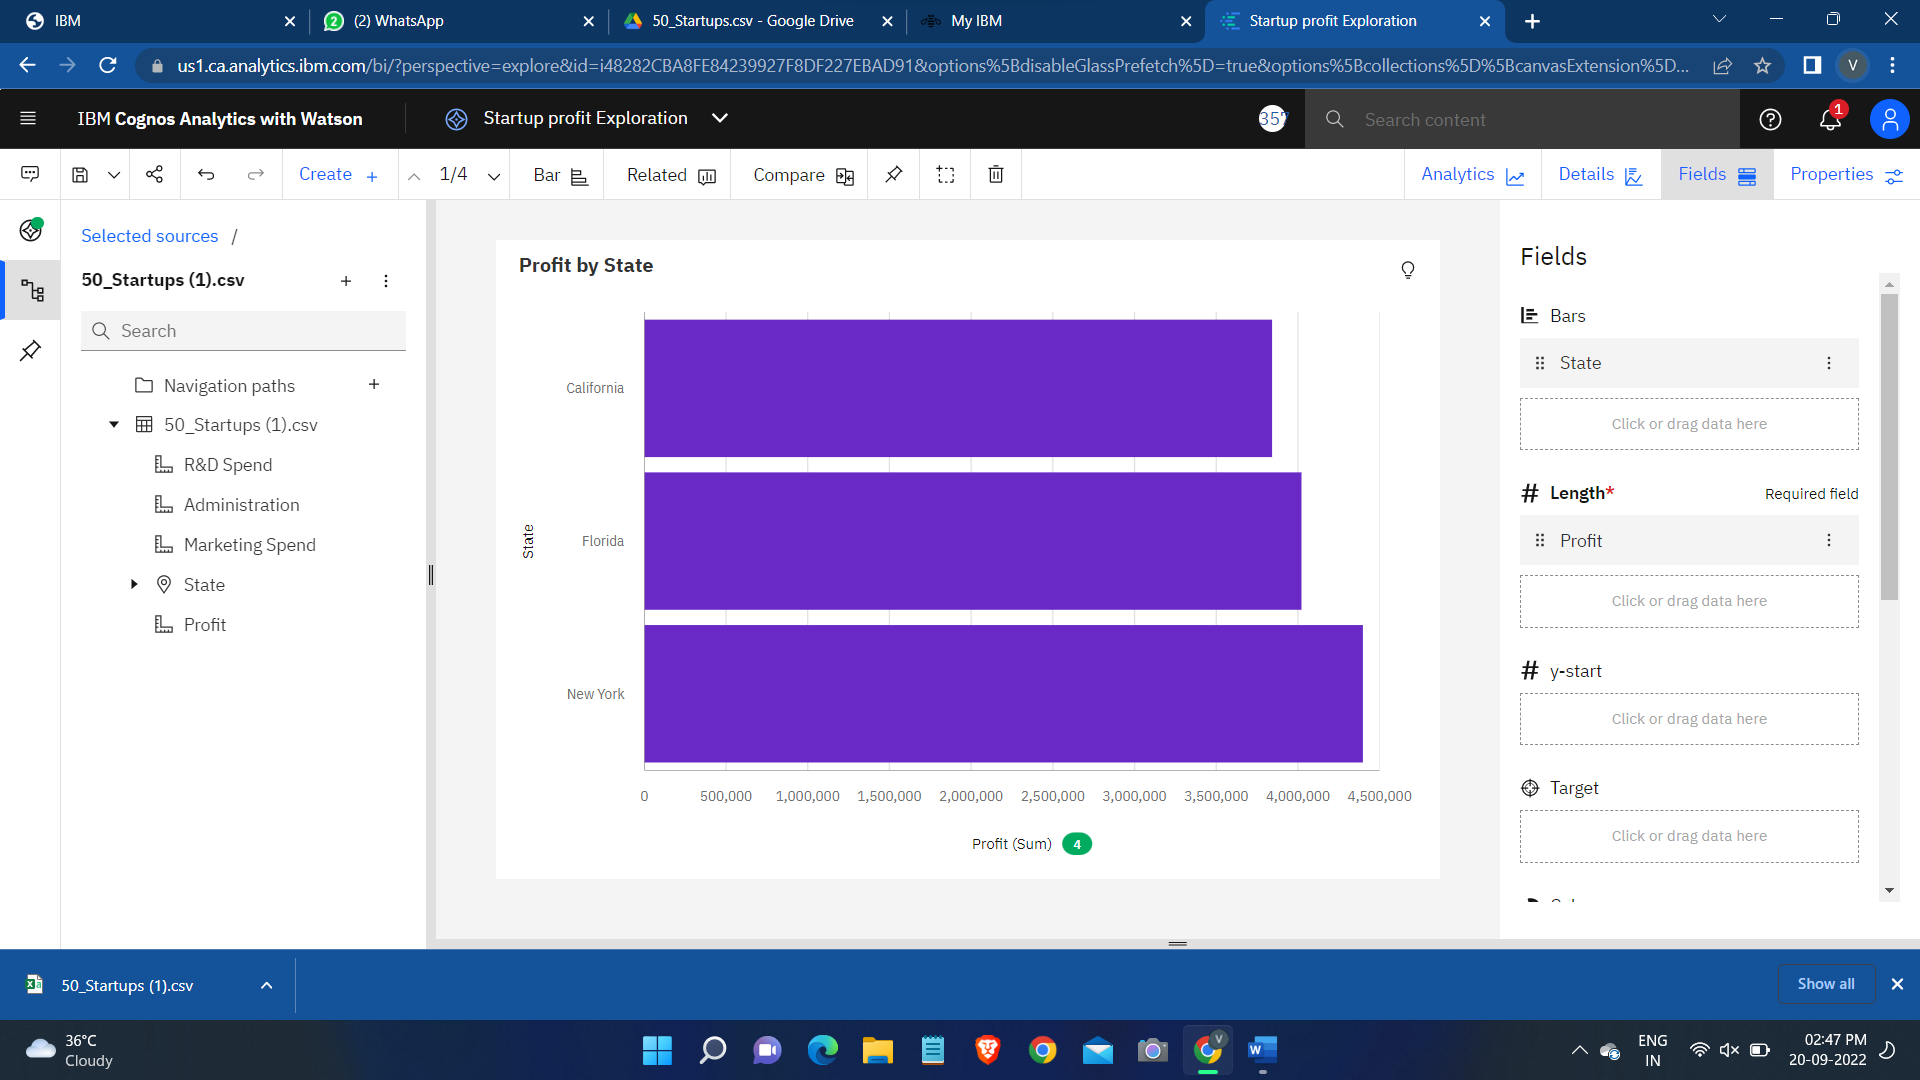 IBM
(2) WhatsApp
50_Startups.csv - Google Drive
My IBM
Startup profit Exploration
us1.ca.analytics.ibm.com/bi/?perspective=explore&id=i48282CBA8FE84239927F8DF227EBAD91&options%5BdisableGlassPrefetch%5D=true&options%5Bcollections%5D%5BcanvasExtension%5D...
V
IBM Cognos Analytics with Watson
Startup profit Exploration
357
Search content
1
Create
1/4
Bar
Related
Compare
Analytics
Details
Fields
Properties
Selected sources /
50_Startups (1).csv
Search
Navigation paths
50_Startups (1).csv
R&D Spend
Administration
Marketing Spend
State
Profit
Profit by State
State
California
Florida
New York
0 500,000 1,000,000 1,500,000 2,000,000 2,500,000 3,000,000 3,500,000 4,000,000 4,500,000
Profit (Sum) 4
Fields
Bars
State
Click or drag data here
Length* Required field
Profit
Click or drag data here
y-start
Click or drag data here
Target
Click or drag data here
50_Startups (1).csv
Show all
36°C
Cloudy
ENG
IN
02:47 PM
20-09-2022